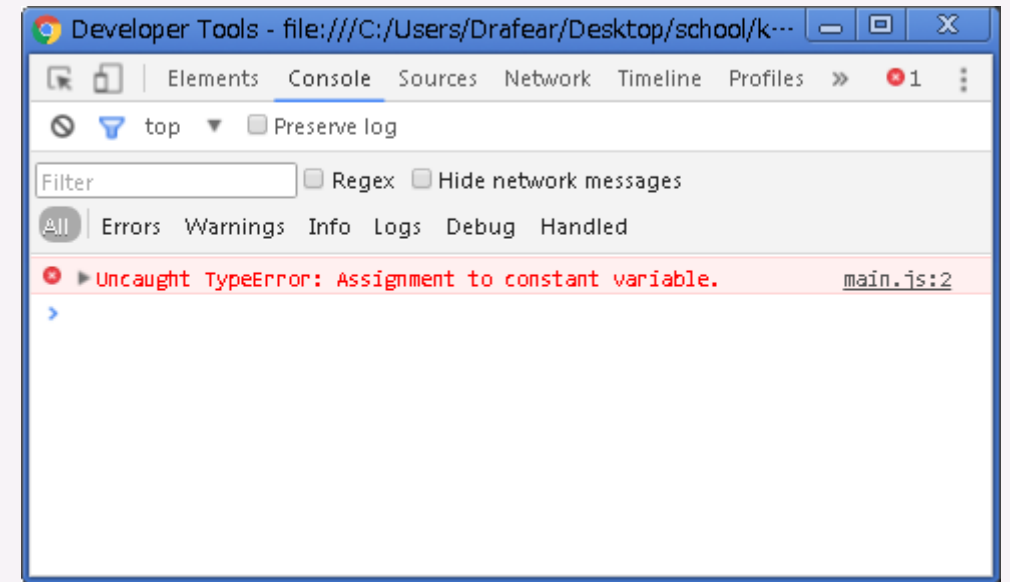 Developer Tools - file:///C:/Users/Drafear/Desktop/school/k⋯
Elements Console Sources Network Timeline Profiles » 1
top ▼ Preserve log
Filter Regex Hide network messages
All Errors Warnings Info Logs Debug Handled
Uncaught TypeError: Assignment to constant variable. main.js:2